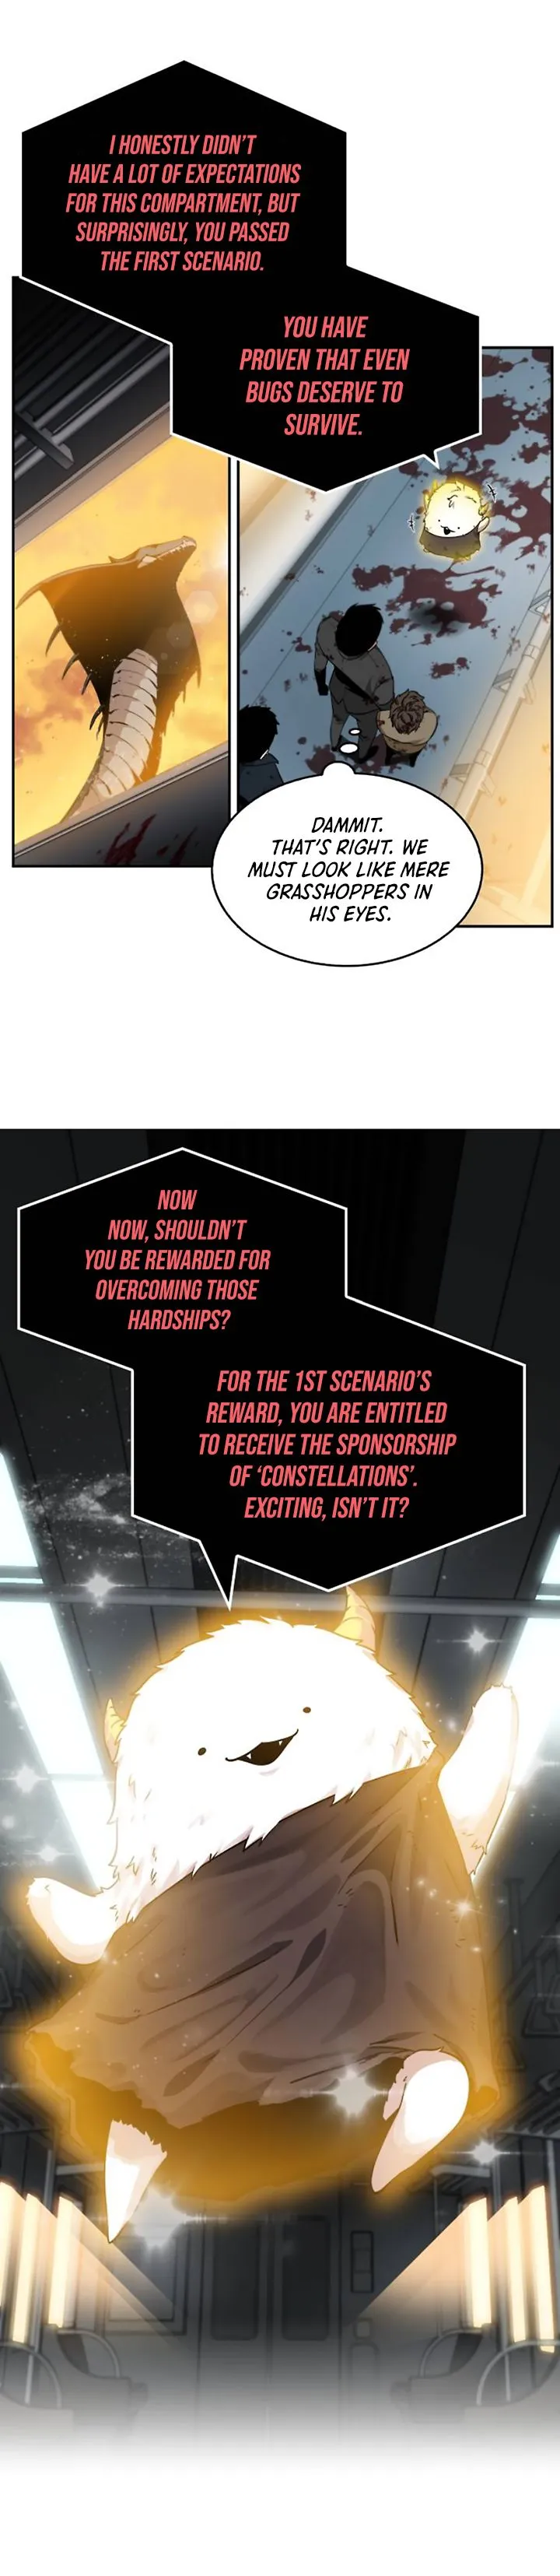 I HONESTLY DIDN'T
HAVE A LOT OF EXPECTATIONS
FOR THIS COMPARTMENT, BUT
SURPRISINGLY, YOU PASSED
THE FIRST SCENARIO.
YOU HAVE
PROVEN THAT EVEN
BUGS DESERVE TO
SURVIVE.
DAMMIT.
THAT'S RIGHT. WE
MUST LOOK LIKE MERE
GRASSHOPPERS IN
HIS EYES.
NOW
NOW, SHOULDN'T
YOU BE REWARDED FOR
OVERCOMING THOSE
HARDSHIPS?
FOR THE 1ST SCENARIO'S
REWARD, YOU ARE ENTITLED
TO RECEIVE THE SPONSORSHIP
OF 'CONSTELLATIONS'.
EXCITING, ISN'T IT?